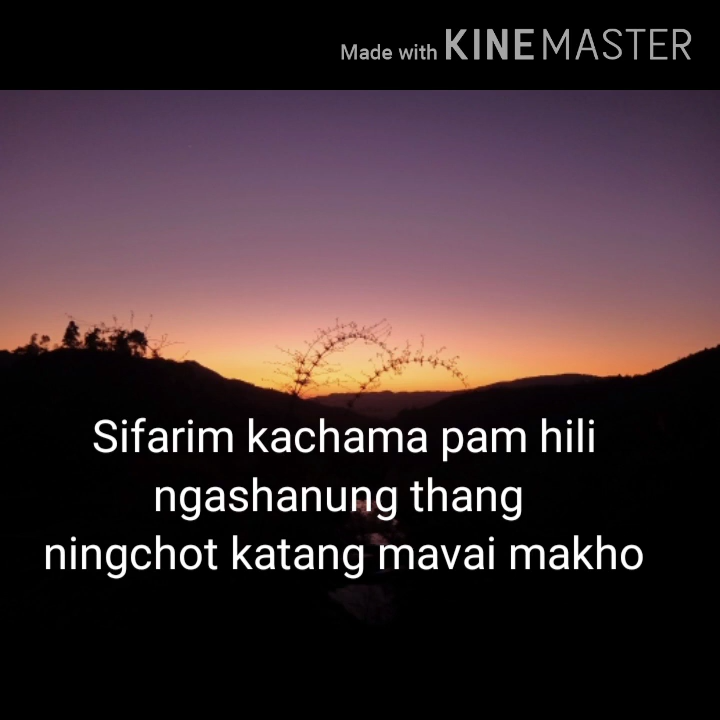 Made with KINEMASTER
Sifarim kachama pam hili
ngashanung thang
ningchot katang mavai makho